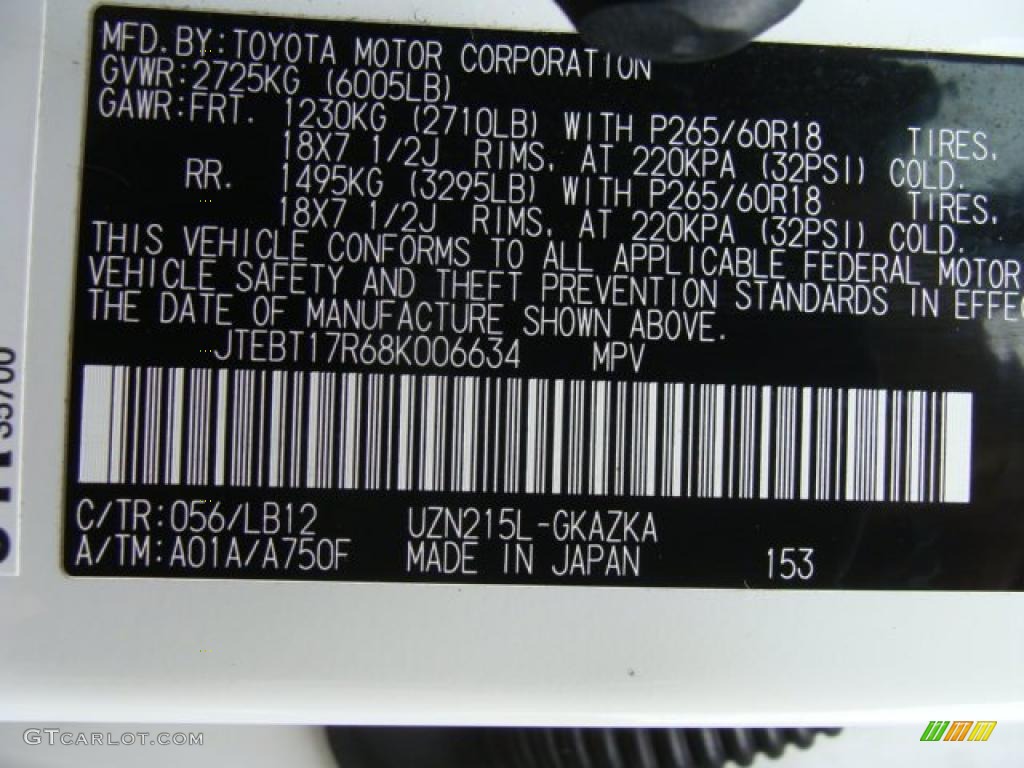 MFD. BY: TOYOTA MOTOR CORPORATION
GVWR: 2725KG (6005LB)
GAWR: FRT. 1230KG (2710LB) WITH P265/60R18 TIRES,
18X7 1/2J RIMS, AT 220KPA (32PSI) COLD.
RR. 1495KG (3295LB) WITH P265/60R18 TIRES,
18X7 1/2J RIMS, AT 220KPA (32PSI) COLD.
THIS VEHICLE CONFORMS TO ALL APPLICABLE FEDERAL MOTOR
VEHICLE SAFETY AND THEFT PREVENTION STANDARDS IN EFFEC
THE DATE OF MANUFACTURE SHOWN ABOVE.
JTEBT17R68K006634 MPV
C/TR: 056/LB12 UZN215L-GKAZKA
A/TM: A01A/A750F MADE IN JAPAN 153
GTCARLOT.COM